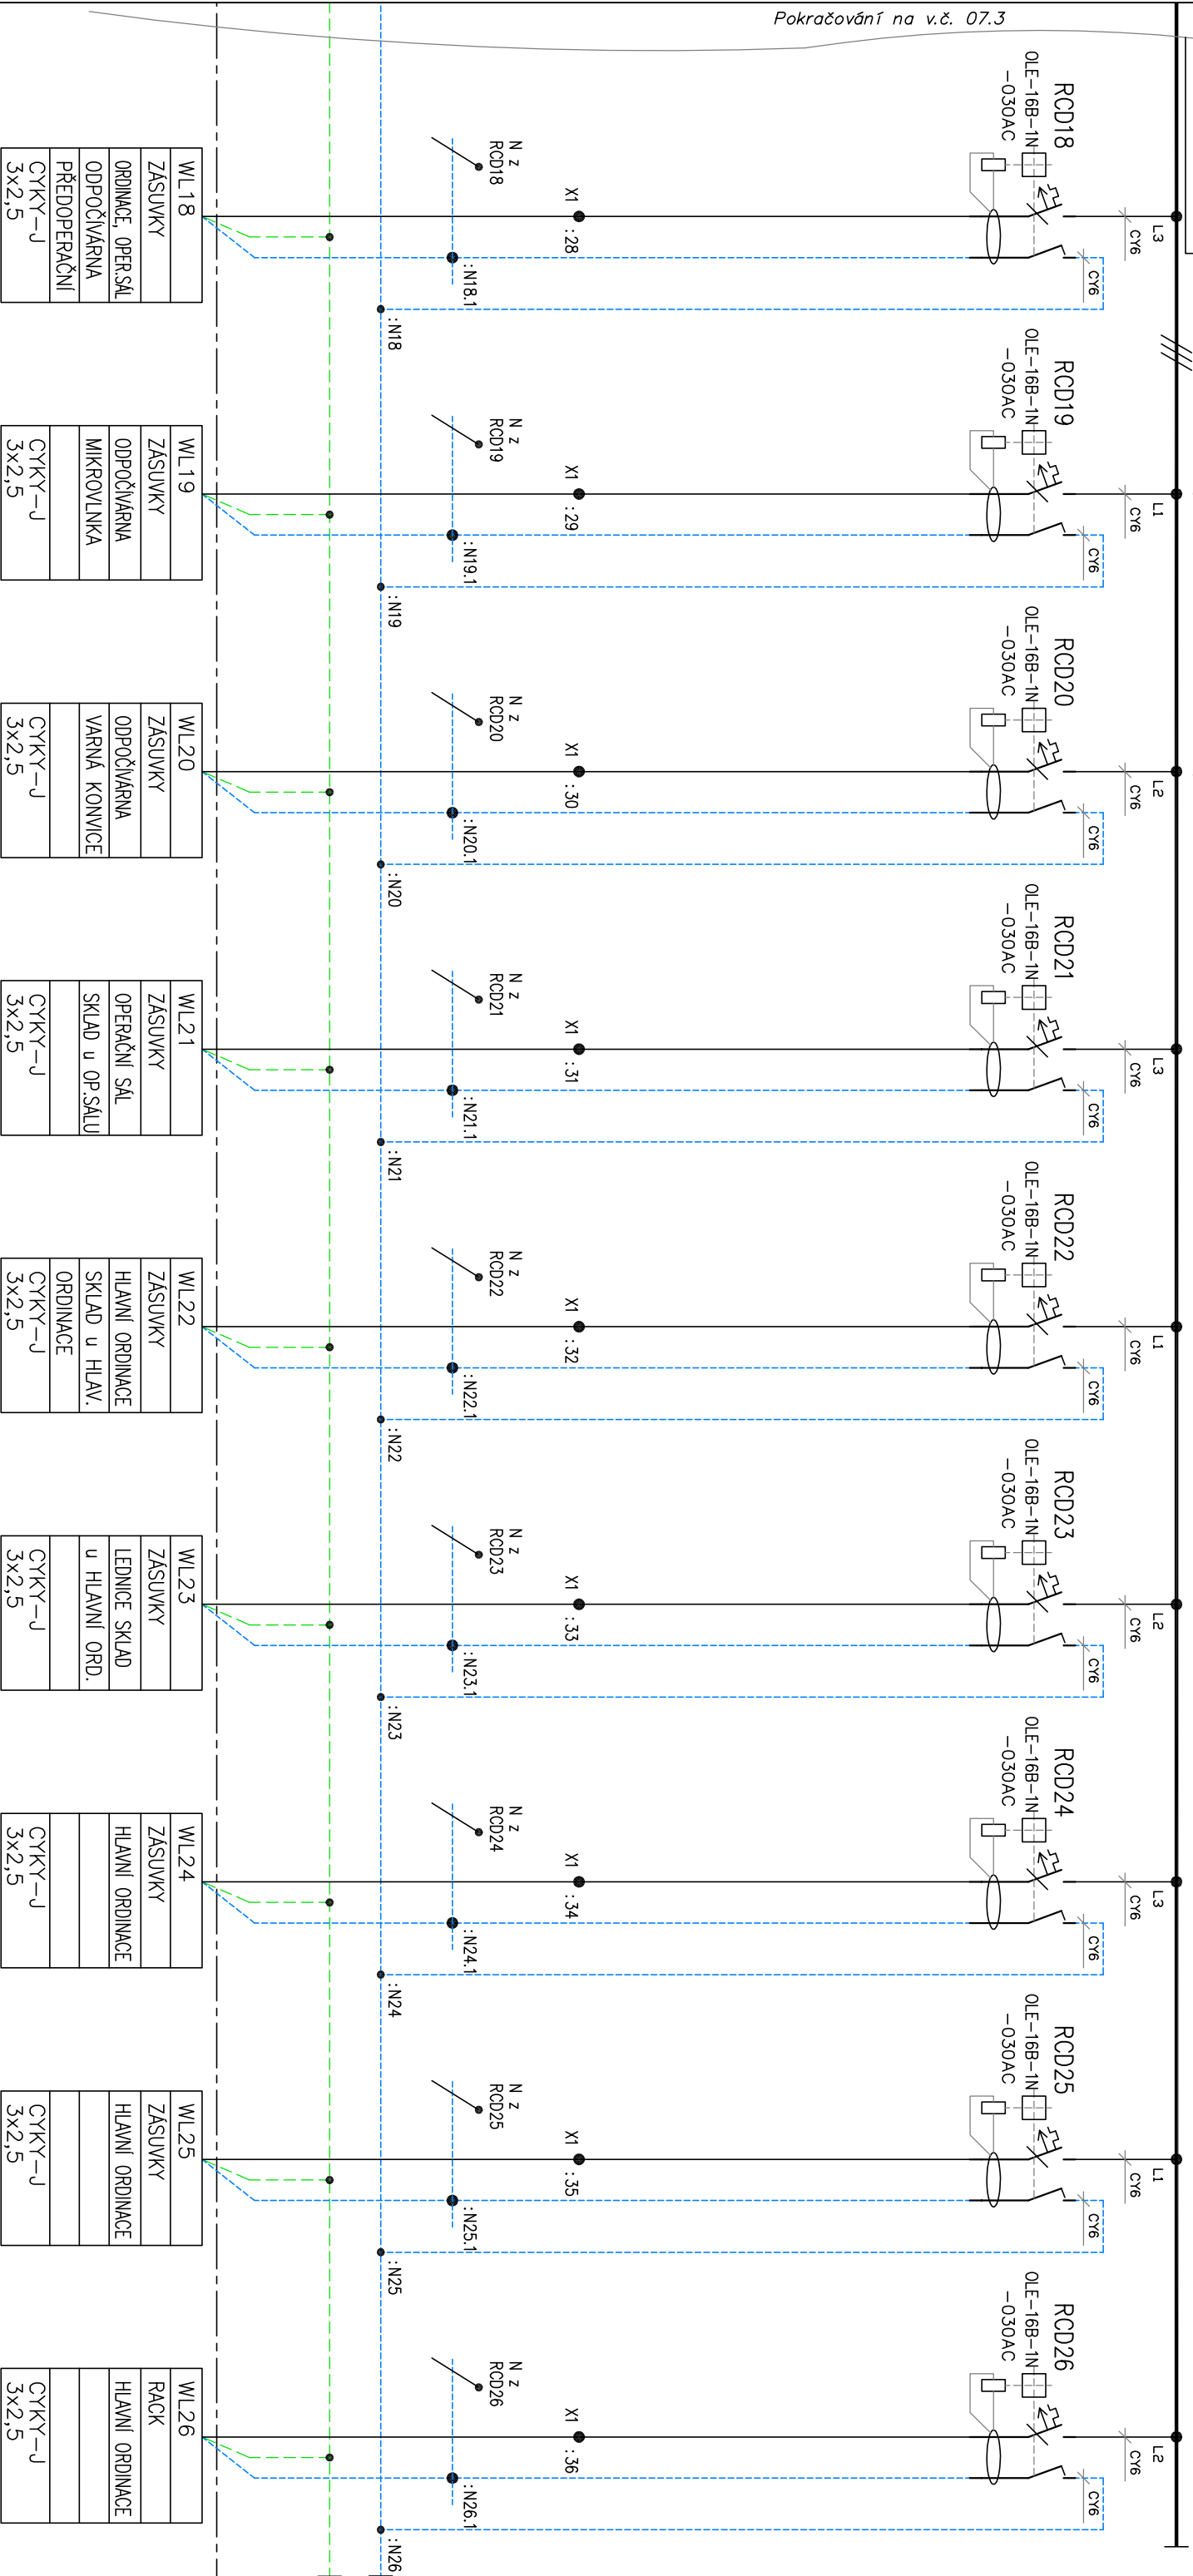 Pokračování na v.č. 07.3
RCD18
OLE-16B-1N
-030AC
L3
CY6
CY6
X1
:28
N z
RCD18
:N18.1
:N18
WL18
ZÁSUVKY
ORDINACE, OPER.SÁL
ODPOČÍVÁRNA
PŘEDOPERAČNÍ
CYKY-J
3x2,5
RCD19
OLE-16B-1N
-030AC
L1
CY6
CY6
X1
:29
N z
RCD19
:N19.1
:N19
WL19
ZÁSUVKY
ODPOČÍVÁRNA
MIKROVLNKA
CYKY-J
3x2,5
RCD20
OLE-16B-1N
-030AC
L2
CY6
CY6
X1
:30
N z
RCD20
:N20.1
:N20
WL20
ZÁSUVKY
ODPOČÍVÁRNA
VARNÁ KONVICE
CYKY-J
3x2,5
RCD21
OLE-16B-1N
-030AC
L3
CY6
CY6
X1
:31
N z
RCD21
:N21.1
:N21
WL21
ZÁSUVKY
OPERAČNÍ SÁL
SKLAD u OP.SÁLU
CYKY-J
3x2,5
RCD22
OLE-16B-1N
-030AC
L1
CY6
CY6
X1
:32
N z
RCD22
:N22.1
:N22
WL22
ZÁSUVKY
HLAVNÍ ORDINACE
SKLAD u HLAV.
ORDINACE
CYKY-J
3x2,5
RCD23
OLE-16B-1N
-030AC
L2
CY6
CY6
X1
:33
N z
RCD23
:N23.1
:N23
WL23
ZÁSUVKY
LEDNICE SKLAD
u HLAVNÍ ORD.
CYKY-J
3x2,5
RCD24
OLE-16B-1N
-030AC
L3
CY6
CY6
X1
:34
N z
RCD24
:N24.1
:N24
WL24
ZÁSUVKY
HLAVNÍ ORDINACE
CYKY-J
3x2,5
RCD25
OLE-16B-1N
-030AC
L1
CY6
CY6
X1
:35
N z
RCD25
:N25.1
:N25
WL25
ZÁSUVKY
HLAVNÍ ORDINACE
CYKY-J
3x2,5
RCD26
OLE-16B-1N
-030AC
L2
CY6
CY6
X1
:36
N z
RCD26
:N26.1
:N26
WL26
RACK
HLAVNÍ ORDINACE
CYKY-J
3x2,5